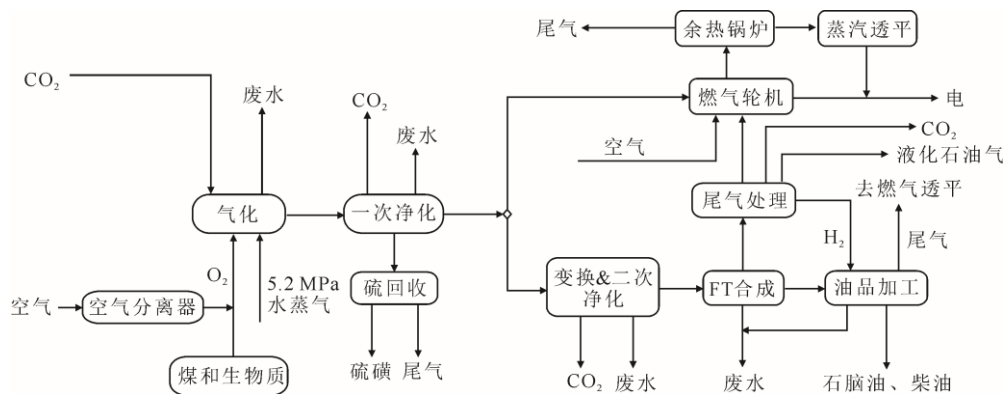 尾气
余热锅炉
蒸汽透平
CO₂
废水
CO₂
废水
燃气轮机
电
空气
CO₂
液化石油气
气化
一次净化
尾气处理
去燃气透平
H₂
尾气
O₂
5.2 MPa
水蒸气
硫回收
变换&二次
净化
FT合成
油品加工
空气
空气分离器
煤和生物质
硫磺
尾气
CO₂
废水
废水
石脑油、柴油